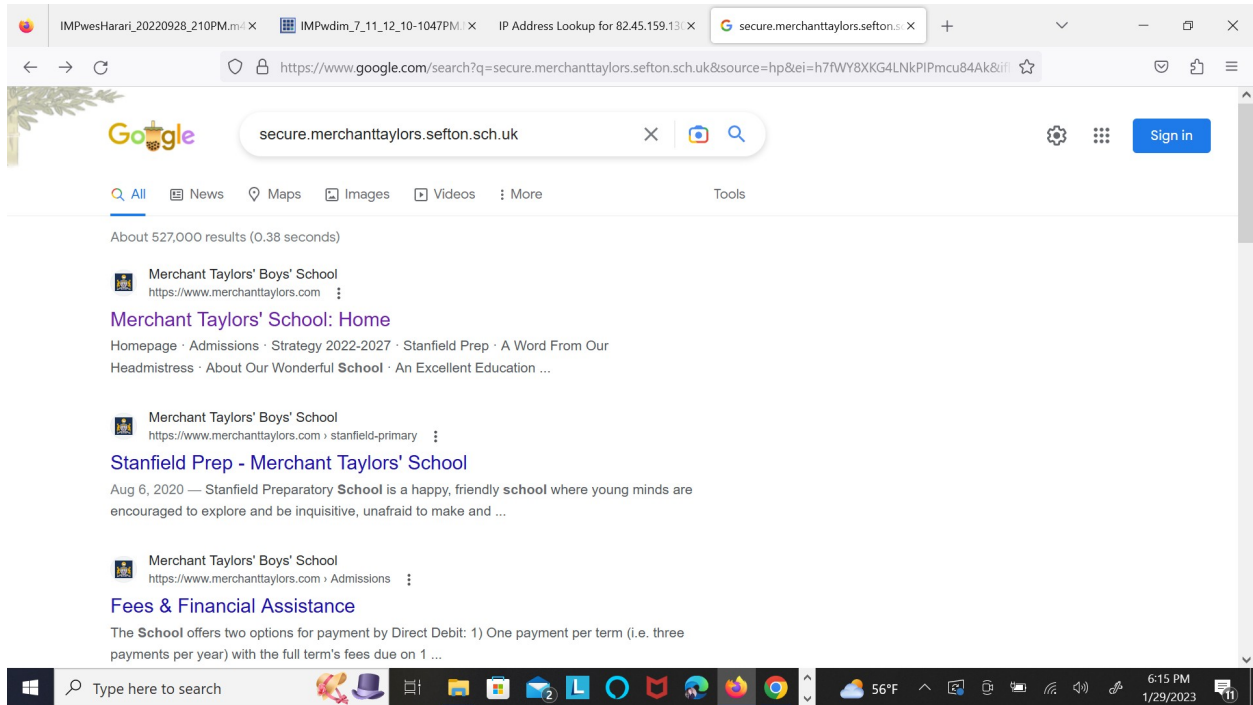 IMPwesHarari_20220928_210PM.m4
IMPwdim_7_11_12_10-1047PM.
IP Address Lookup for 82.45.159.130
secure.merchanttaylors.sefton.s
https://www.google.com/search?q=secure.merchanttaylors.sefton.sch.uk&source=hp&ei=h7fWY8XKG4LNkPIPmcu84Ak&ifl
Google
secure.merchanttaylors.sefton.sch.uk
Sign in
All
News
Maps
Images
Videos
More
Tools
About 527,000 results (0.38 seconds)
Merchant Taylors' Boys' School
https://www.merchanttaylors.com
Merchant Taylors' School: Home
Homepage · Admissions · Strategy 2022-2027 · Stanfield Prep · A Word From Our
Headmistress · About Our Wonderful School · An Excellent Education ...
Merchant Taylors' Boys' School
https://www.merchanttaylors.com › stanfield-primary
Stanfield Prep - Merchant Taylors' School
Aug 6, 2020 — Stanfield Preparatory School is a happy, friendly school where young minds are
encouraged to explore and be inquisitive, unafraid to make and ...
Merchant Taylors' Boys' School
https://www.merchanttaylors.com › Admissions
Fees & Financial Assistance
The School offers two options for payment by Direct Debit: 1) One payment per term (i.e. three
payments per year) with the full term's fees due on 1 ...
Type here to search
2
L
56°F
6:15 PM
1/29/2023
11